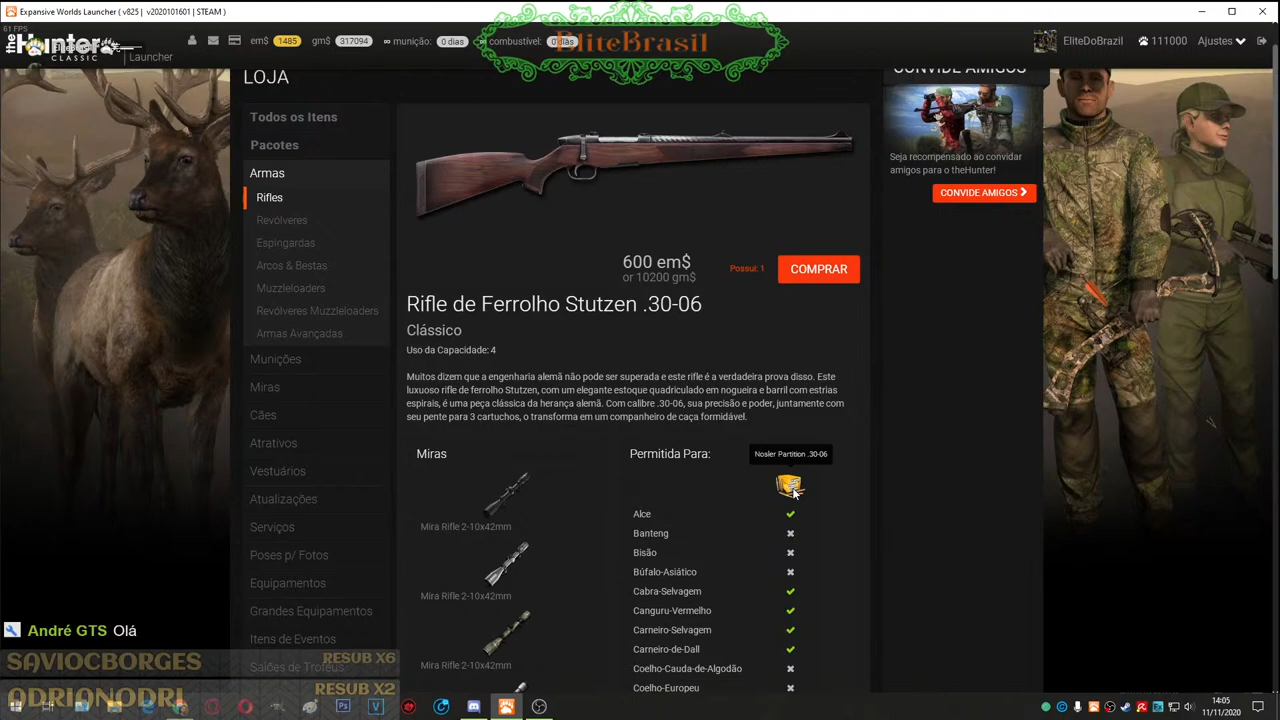 Expansive Worlds Launcher ( v825 | v2020101601 | STEAM )
61 FPS
theHunter
CLASSIC
Launcher
em$ 1485
gm$ 317094
∞ munição: 0 dias
∞ combustível: 0 dias
EliteBrasil
EliteDoBrazil
111000
Ajustes
LOJA
Todos os Itens
Pacotes
Armas
Rifles
Revólveres
Espingardas
Arcos & Bestas
Muzzleloaders
Revólveres Muzzleloaders
Armas Avançadas
Munições
Miras
Cães
Atrativos
Vestuários
Atualizações
Serviços
Poses p/ Fotos
Equipamentos
Grandes Equipamentos
Itens de Eventos
Salões de Troféus
600 em$
or 10200 gm$
Possui: 1
COMPRAR
Rifle de Ferrolho Stutzen .30-06
Clássico
Uso da Capacidade: 4
Muitos dizem que a engenharia alemã não pode ser superada e este rifle é a verdadeira prova disso. Este
luxuoso rifle de ferrolho Stutzen, com um elegante estoque quadriculado em nogueira e barril com estrias
espirais, é uma peça clássica da herança alemã. Com calibre .30-06, sua precisão e poder, juntamente com
seu pente para 3 cartuchos, o transforma em um companheiro de caça formidável.
Miras
Mira Rifle 2-10x42mm
Mira Rifle 2-10x42mm
Mira Rifle 2-10x42mm
Permitida Para:
Nosler Partition .30-06
Alce
Banteng
Bisão
Búfalo-Asiático
Cabra-Selvagem
Canguru-Vermelho
Carneiro-Selvagem
Carneiro-de-Dall
Coelho-Cauda-de-Algodão
Coelho-Europeu
CONVIDE AMIGOS
Seja recompensado ao convidar
amigos para o theHunter!
CONVIDE AMIGOS
André GTS Olá
SAVIOCBORGES
RESUB X6
ADRIANODRL
RESUB X2
14:05
11/11/2020